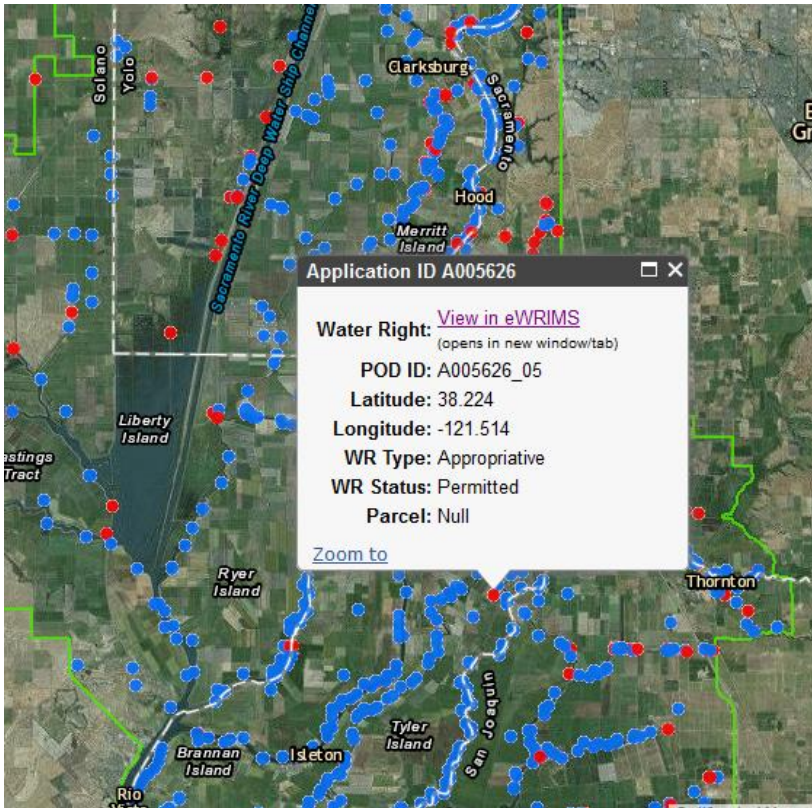 Clarksburg
Solano
Yolo
Sacramento River Deep Water Ship Channel
Sacramento
Hood
Merritt
Island
Application ID A005626
Water Right: View in eWRIMS
(opens in new window/tab)
POD ID: A005626_05
Latitude: 38.224
Longitude: -121.514
WR Type: Appropriative
WR Status: Permitted
Parcel: Null
Zoom to
Liberty
Island
astings
Tract
Ryer
Island
Thornton
San Joaquin
Tyler
Island
Brannan
Island
Isleton
Rio